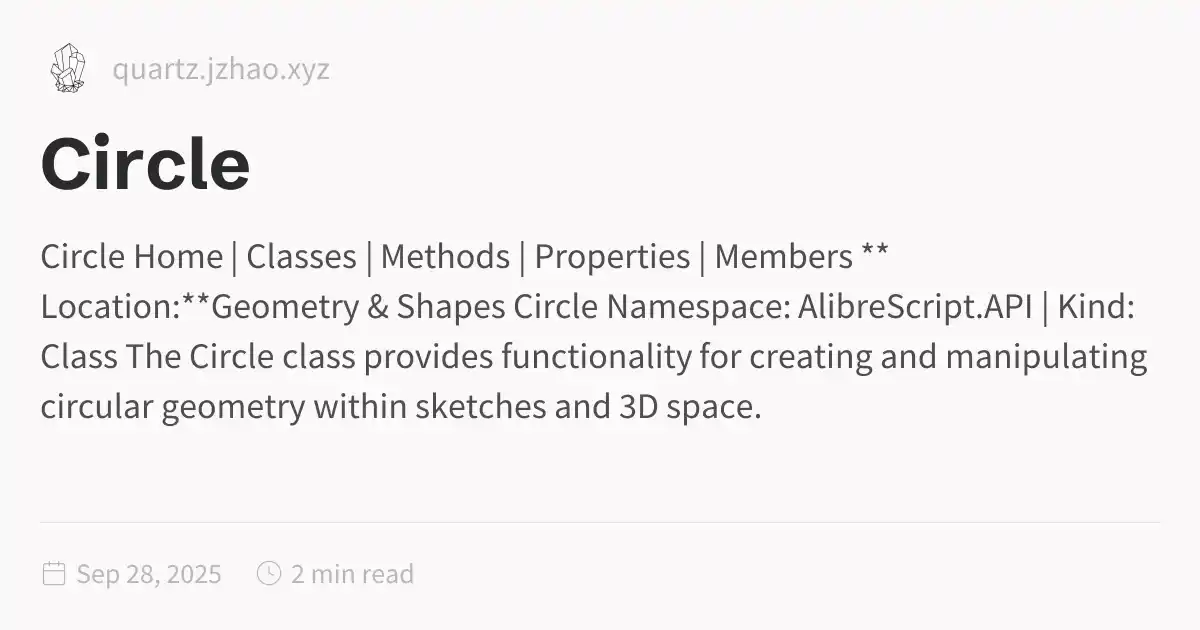 quartz.jzhao.xyz
Circle
Circle Home | Classes | Methods | Properties | Members **
Location:**Geometry & Shapes Circle Namespace: AlibreScript.API | Kind:
Class The Circle class provides functionality for creating and manipulating
circular geometry within sketches and 3D space.
Sep 28, 2025 2 min read